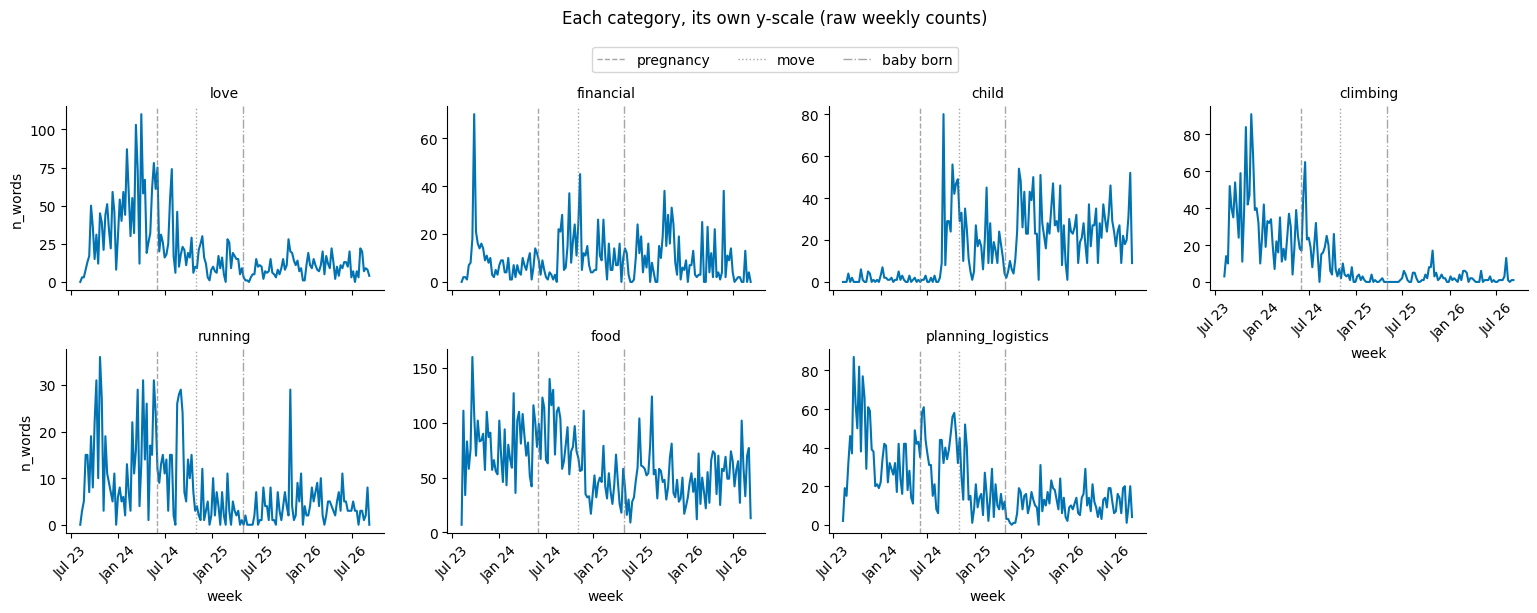 Each category, its own y-scale (raw weekly counts)
pregnancy move baby born
love
financial
child
climbing
n_words
100
75
50
25
0
60
40
20
0
80
60
40
20
0
80
60
40
20
0
Jul 23 Jan 24 Jul 24 Jan 25 Jul 25 Jan 26 Jul 26
week
running
food
planning_logistics
n_words
30
20
10
0
150
100
50
0
80
60
40
20
0
Jul 23 Jan 24 Jul 24 Jan 25 Jul 25 Jan 26 Jul 26
week
Jul 23 Jan 24 Jul 24 Jan 25 Jul 25 Jan 26 Jul 26
week
Jul 23 Jan 24 Jul 24 Jan 25 Jul 25 Jan 26 Jul 26
week